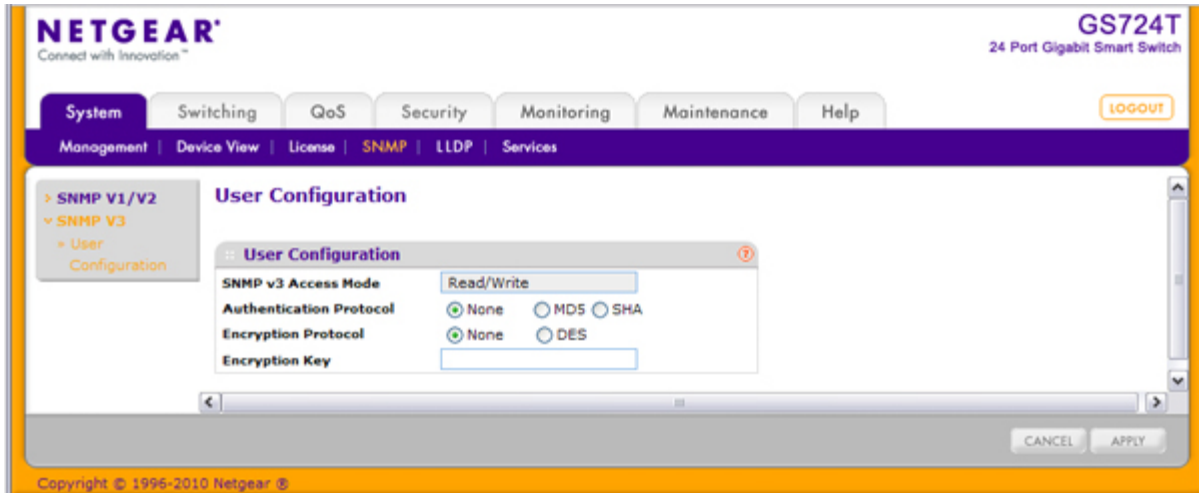 NETGEAR
Connect with Innovation™
GS724T
24 Port Gigabit Smart Switch
System Switching QoS Security Monitoring Maintenance Help LOGOUT
Management | Device View | License | SNMP | LLDP | Services
SNMP V1/V2
SNMP V3
» User
Configuration
User Configuration
User Configuration ?
SNMP v3 Access Mode Read/Write
Authentication Protocol None MD5 SHA
Encryption Protocol None DES
Encryption Key
CANCEL APPLY
Copyright © 1996-2010 Netgear ®